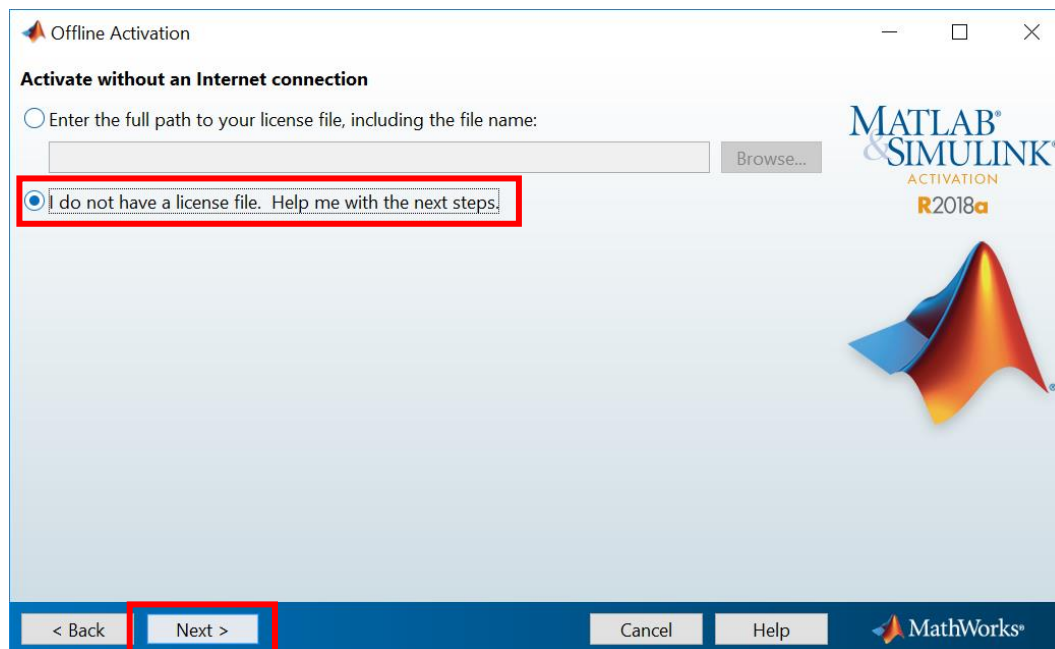 Offline Activation
Activate without an Internet connection
Enter the full path to your license file, including the file name:
Browse...
I do not have a license file. Help me with the next steps.
MATLAB®
&SIMULINK®
ACTIVATION
R2018a
®
< Back
Next >
Cancel
Help
MathWorks®